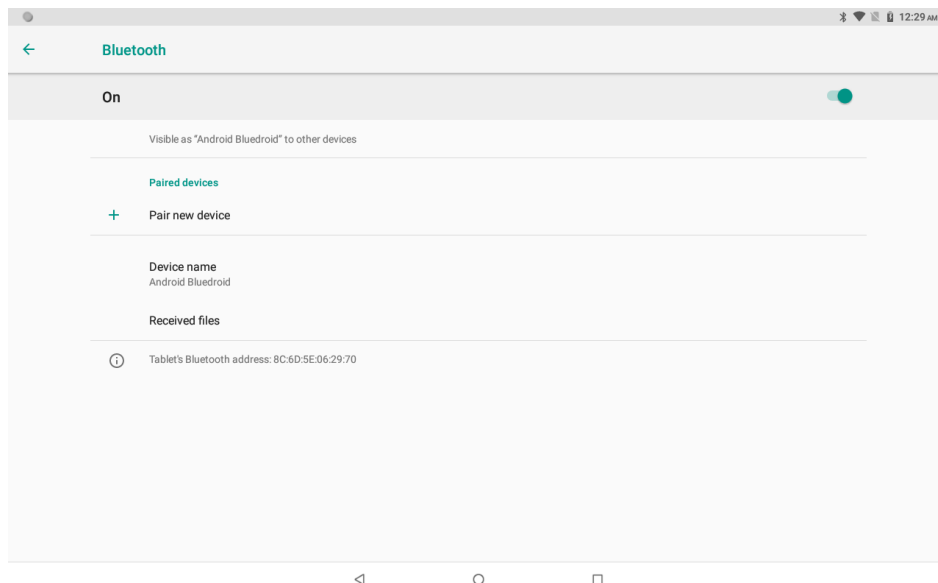 12:29 AM
Bluetooth
On
Visible as “Android Bluedroid” to other devices
Paired devices
+ Pair new device
Device name
Android Bluedroid
Received files
Tablet's Bluetooth address: 8C:6D:5E:06:29:70